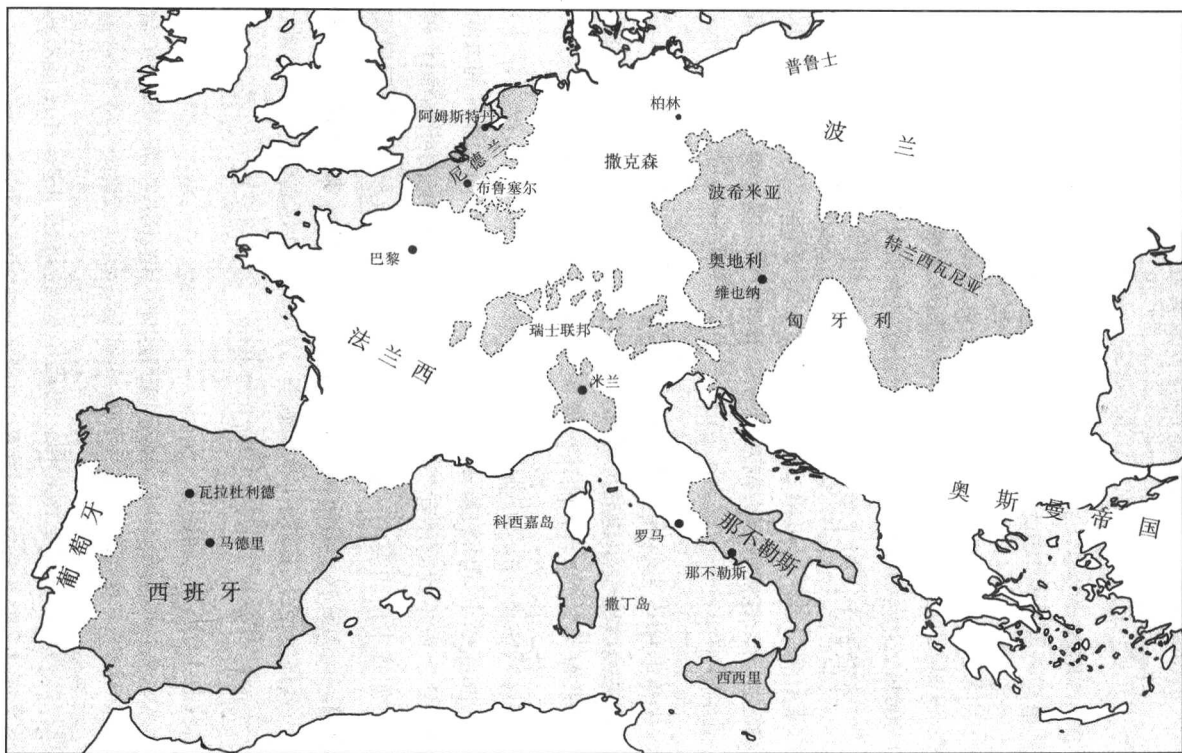 普鲁士
柏林
波兰
阿姆斯特丹
撒克森
尼德兰
布鲁塞尔
波希米亚
巴黎
奥地利
特兰西瓦尼亚
维也纳
匈牙利
瑞士联邦
法兰西
米兰
瓦拉杜利德
奥斯曼帝国
科西嘉岛
罗马
那不勒斯
葡萄牙
马德里
那不勒斯
西班牙
撒丁岛
西西里